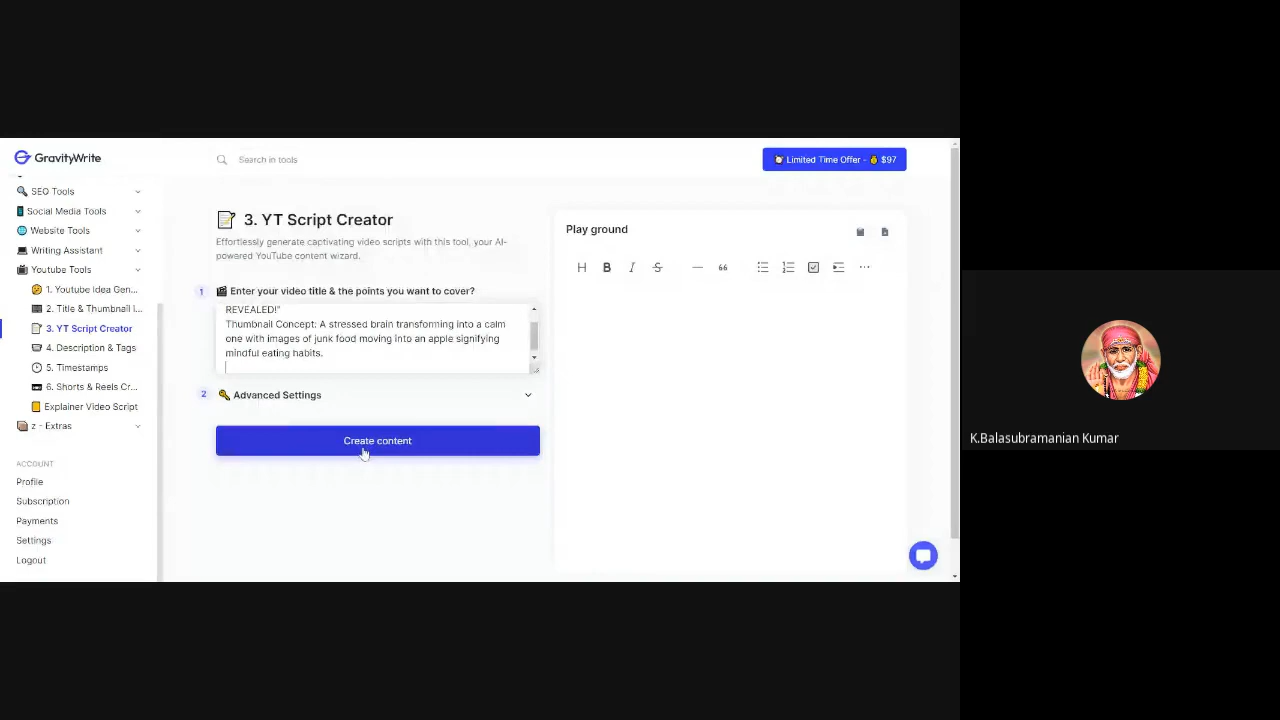 GravityWrite
Search in tools
Limited Time Offer - $97
SEO Tools
Social Media Tools
Website Tools
Writing Assistant
Youtube Tools
1. Youtube Idea Gen...
2. Title & Thumbnail I...
3. YT Script Creator
4. Description & Tags
5. Timestamps
6. Shorts & Reels Cr...
Explainer Video Script
z - Extras
ACCOUNT
Profile
Subscription
Payments
Settings
Logout
3. YT Script Creator
Effortlessly generate captivating video scripts with this tool, your AI-
powered YouTube content wizard.
1 Enter your video title & the points you want to cover?
REVEALED!"
Thumbnail Concept: A stressed brain transforming into a calm
one with images of junk food moving into an apple signifying
mindful eating habits.
2 Advanced Settings
Create content
Play ground
H B I S — 66
K.Balasubramanian Kumar